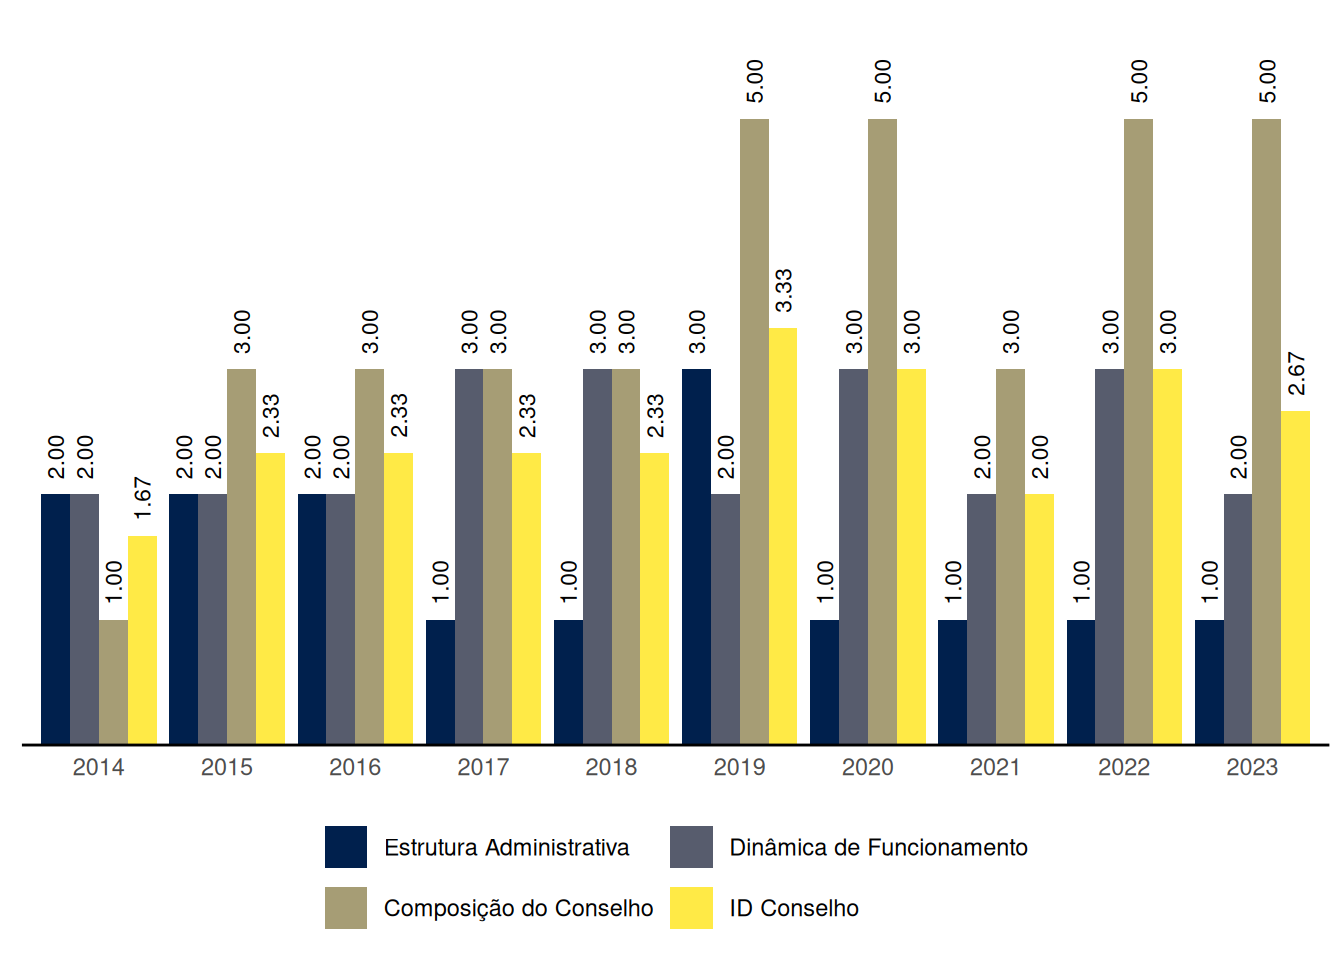 5.00 5.00 5.00 5.00
3.33
3.00 3.00 3.00 3.00 3.00 3.00 3.00 3.00 3.00 3.00 3.00 3.00
2.67
2.33 2.33 2.33 2.33
2.00 2.00 2.00 2.00 2.00 2.00 2.00 2.00 2.00 2.00
1.67
1.00 1.00 1.00 1.00 1.00 1.00 1.00
2014 2015 2016 2017 2018 2019 2020 2021 2022 2023
Estrutura Administrativa Dinâmica de Funcionamento
Composição do Conselho ID Conselho